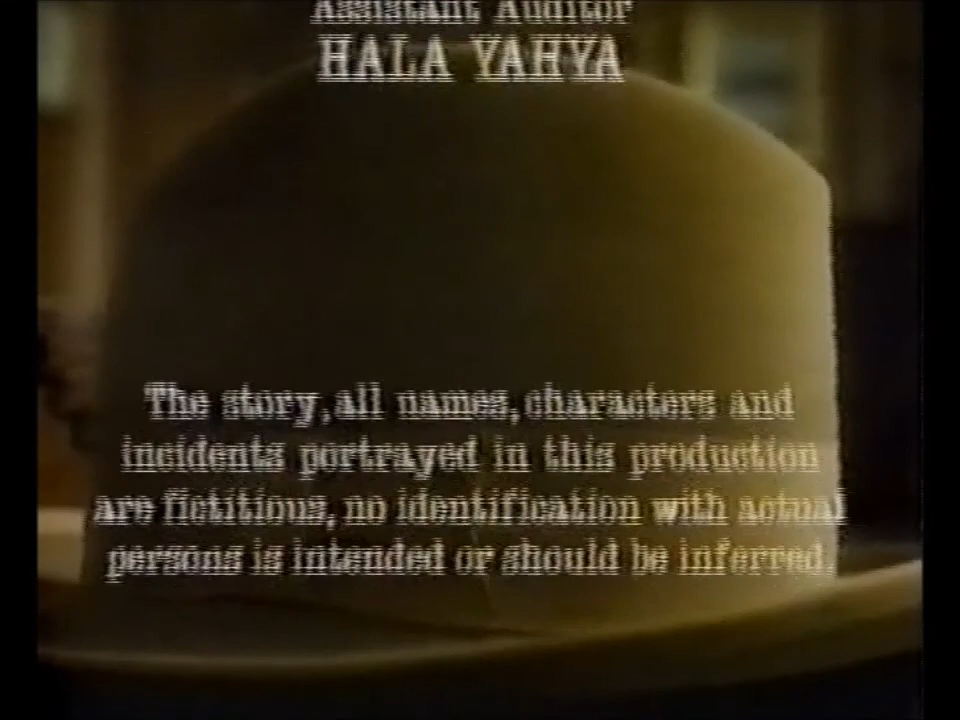 Assistant Auditor
HALA YAHYA
The story, all names, characters and
incidents portrayed in this production
are fictitious, no identification with actual
persons is intended or should be inferred.